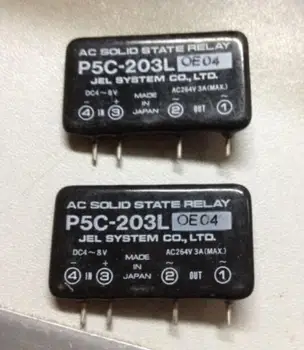 AC SOLID STATE RELAY
P5C-203L OE04
JEL SYSTEM CO., LTD.
DC4~8V MADE IN JAPAN AC264V 3A(MAX.)
④ IN ③ ~② OUT ~①
AC SOLID STATE RELAY
P5C-203L OE04
JEL SYSTEM CO., LTD.
DC4~8V MADE IN JAPAN AC264V 3A(MAX.)
④ IN ③ ~② OUT ~①